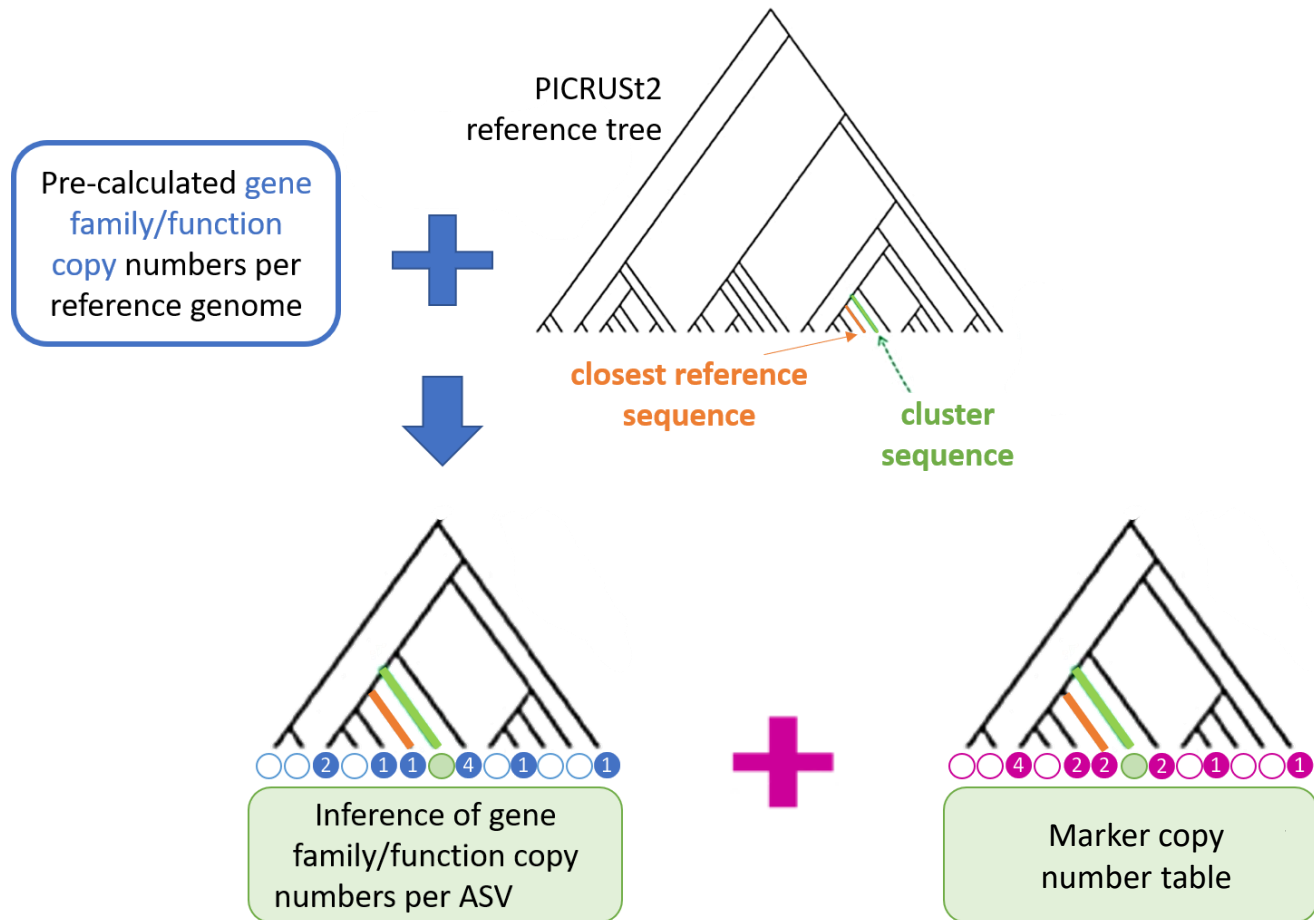 PICRUSt2
reference tree
Pre-calculated gene
family/function
copy numbers per
reference genome
closest reference
sequence
cluster
sequence
2 1 1 4 1 1
4 2 2 2 1 1
Inference of gene
family/function copy
numbers per ASV
Marker copy
number table